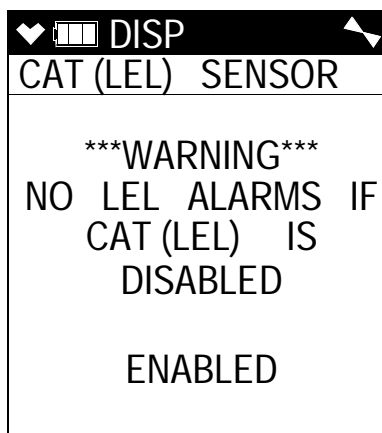 DISP
CAT (LEL) SENSOR
***WARNING***
NO LEL ALARMS IF
CAT (LEL) IS
DISABLED
ENABLED